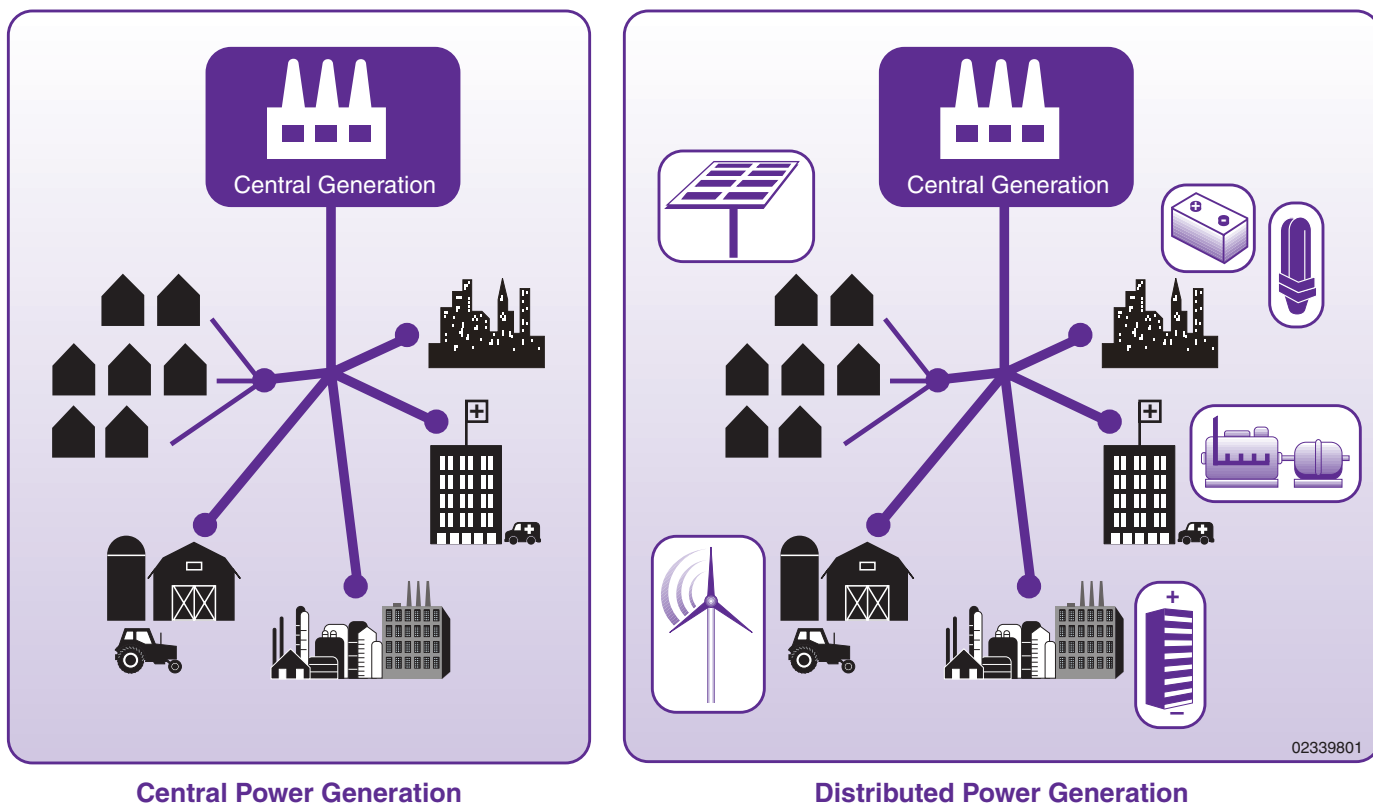 Central Generation
Central Generation
02339801
Central Power Generation
Distributed Power Generation